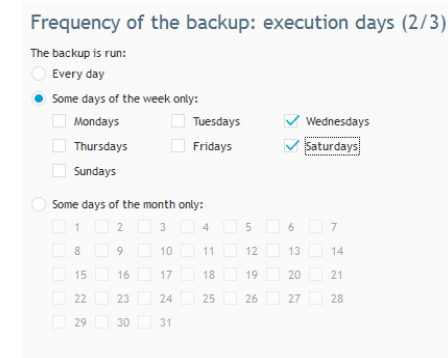 Frequency of the backup: execution days (2/3)
The backup is run:
Every day
Some days of the week only:
Mondays Tuesdays Wednesdays
Thursdays Fridays Saturdays
Sundays
Some days of the month only:
1 2 3 4 5 6 7
8 9 10 11 12 13 14
15 16 17 18 19 20 21
22 23 24 25 26 27 28
29 30 31